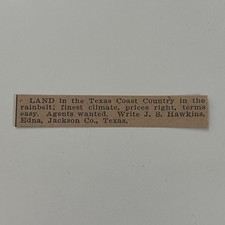 LAND in the Texas Coast Country in the
rainbelt; finest climate, prices right, terms
easy. Agents wanted. Write J. S. Hawkins,
Edna, Jackson Co., Texas.